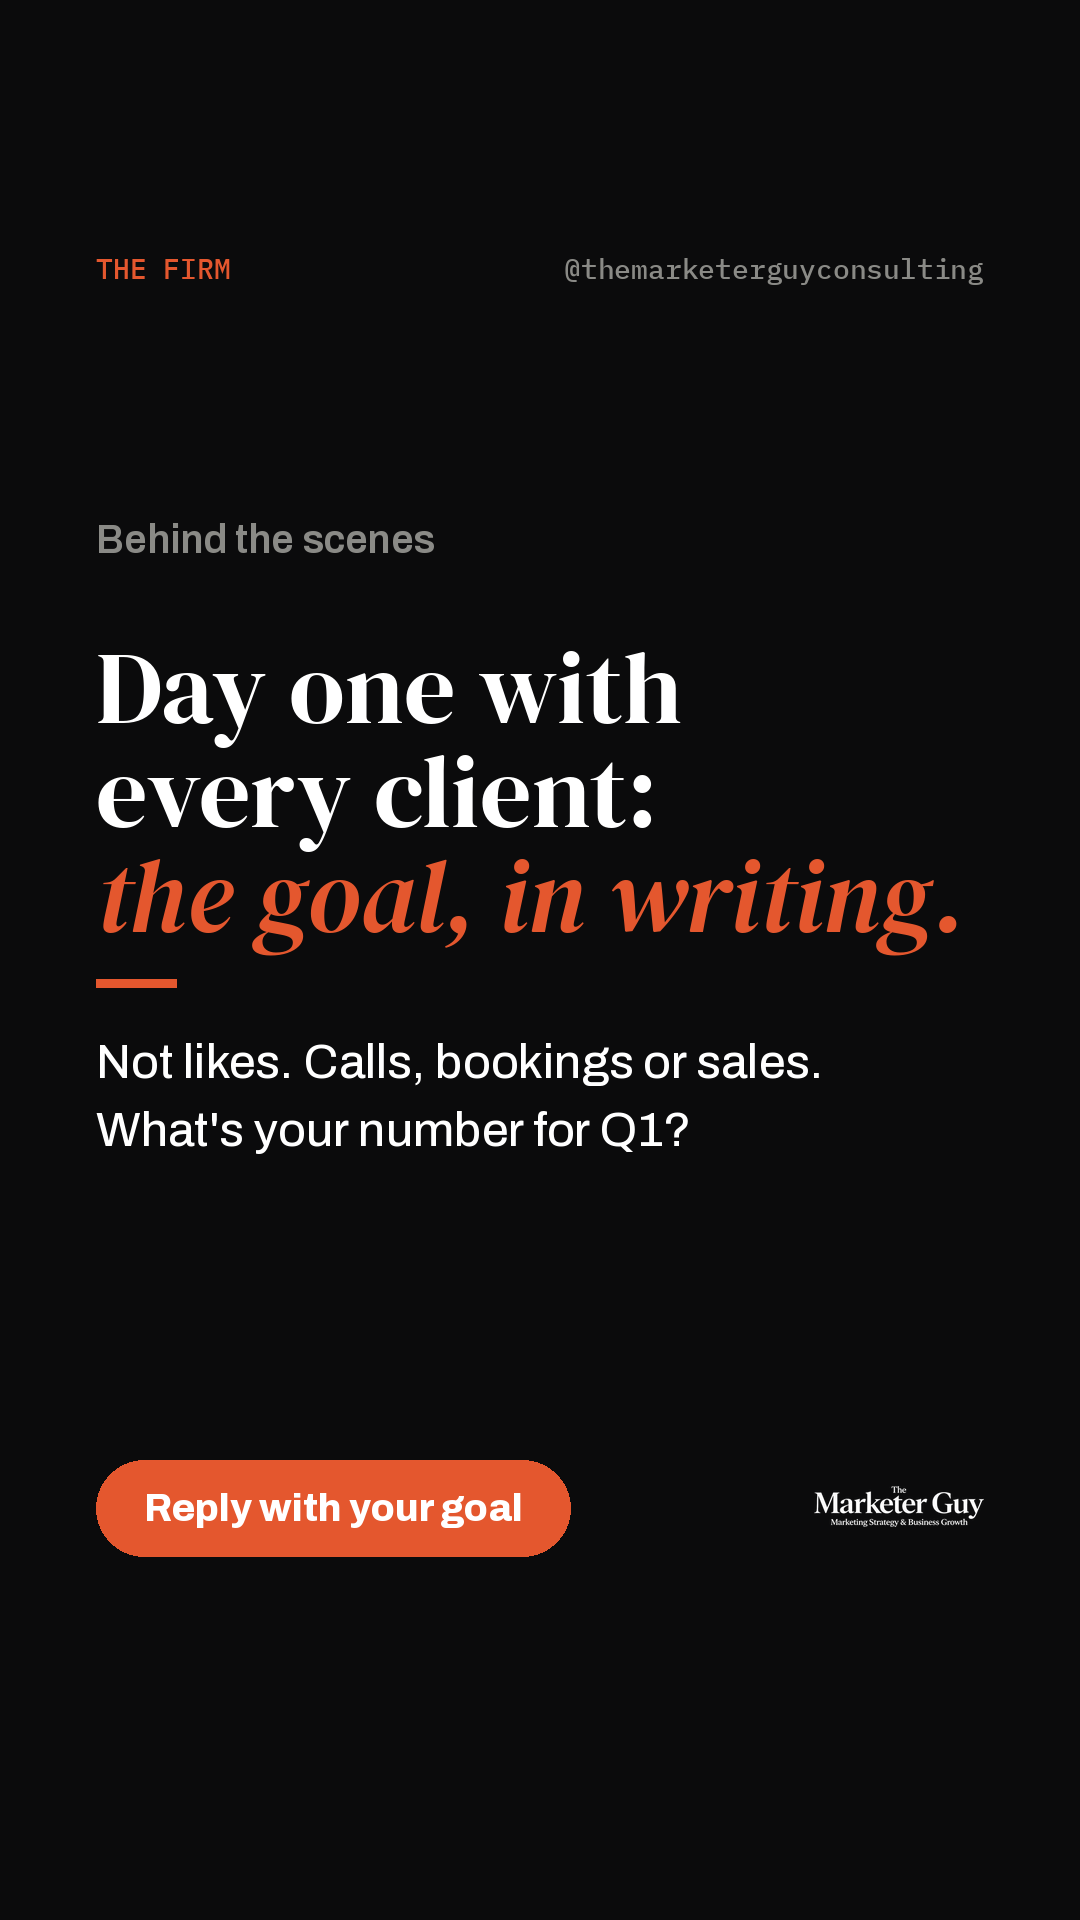 THE FIRM
@themarketerguyconsulting
Behind the scenes
Day one with
every client:
the goal, in writing.
Not likes. Calls, bookings or sales.
What's your number for Q1?
Reply with your goal
The
Marketer Guy
Marketing Strategy & Business Growth